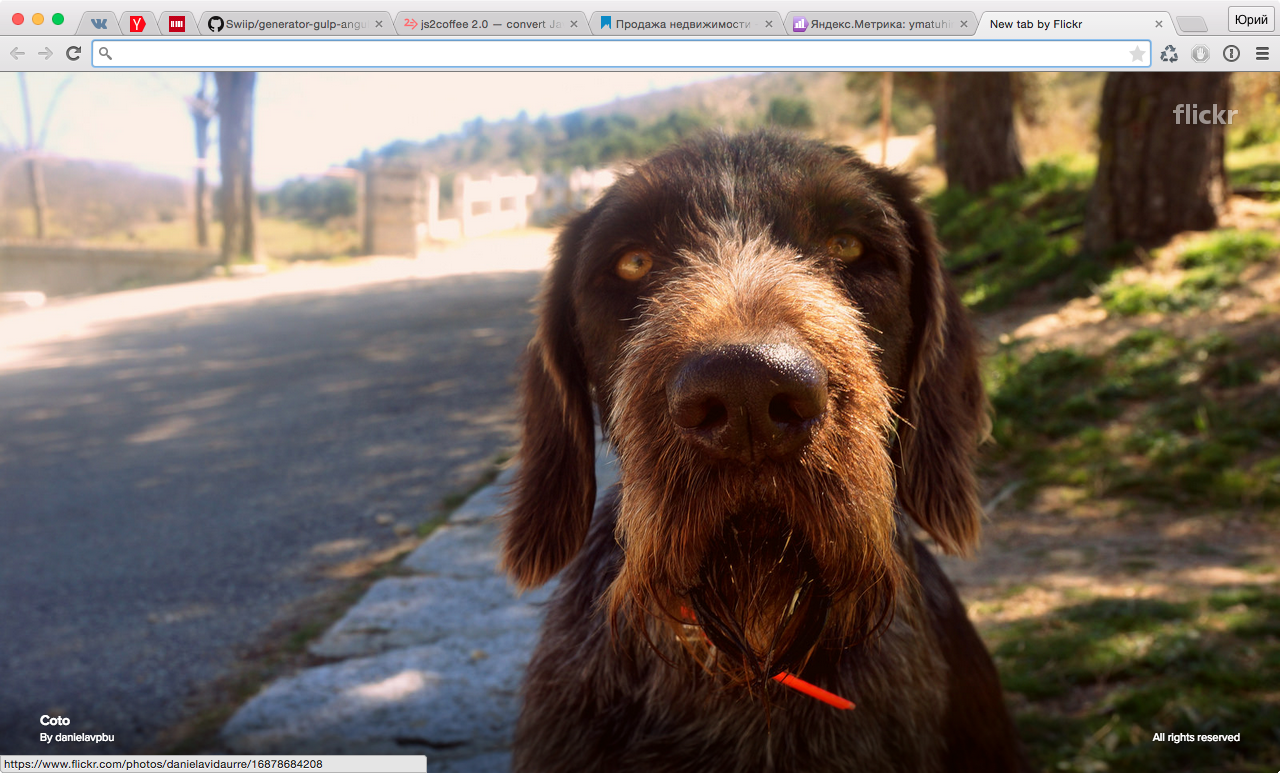 Swiip/generator-gulp-angu
js2coffee 2.0 — convert Ja
Продажа недвижимости
Яндекс.Метрика: ymatuhi
New tab by Flickr
Юрий
flickr
Coto
By danielavpbu
All rights reserved
https://www.flickr.com/photos/danielavidaurre/16878684208